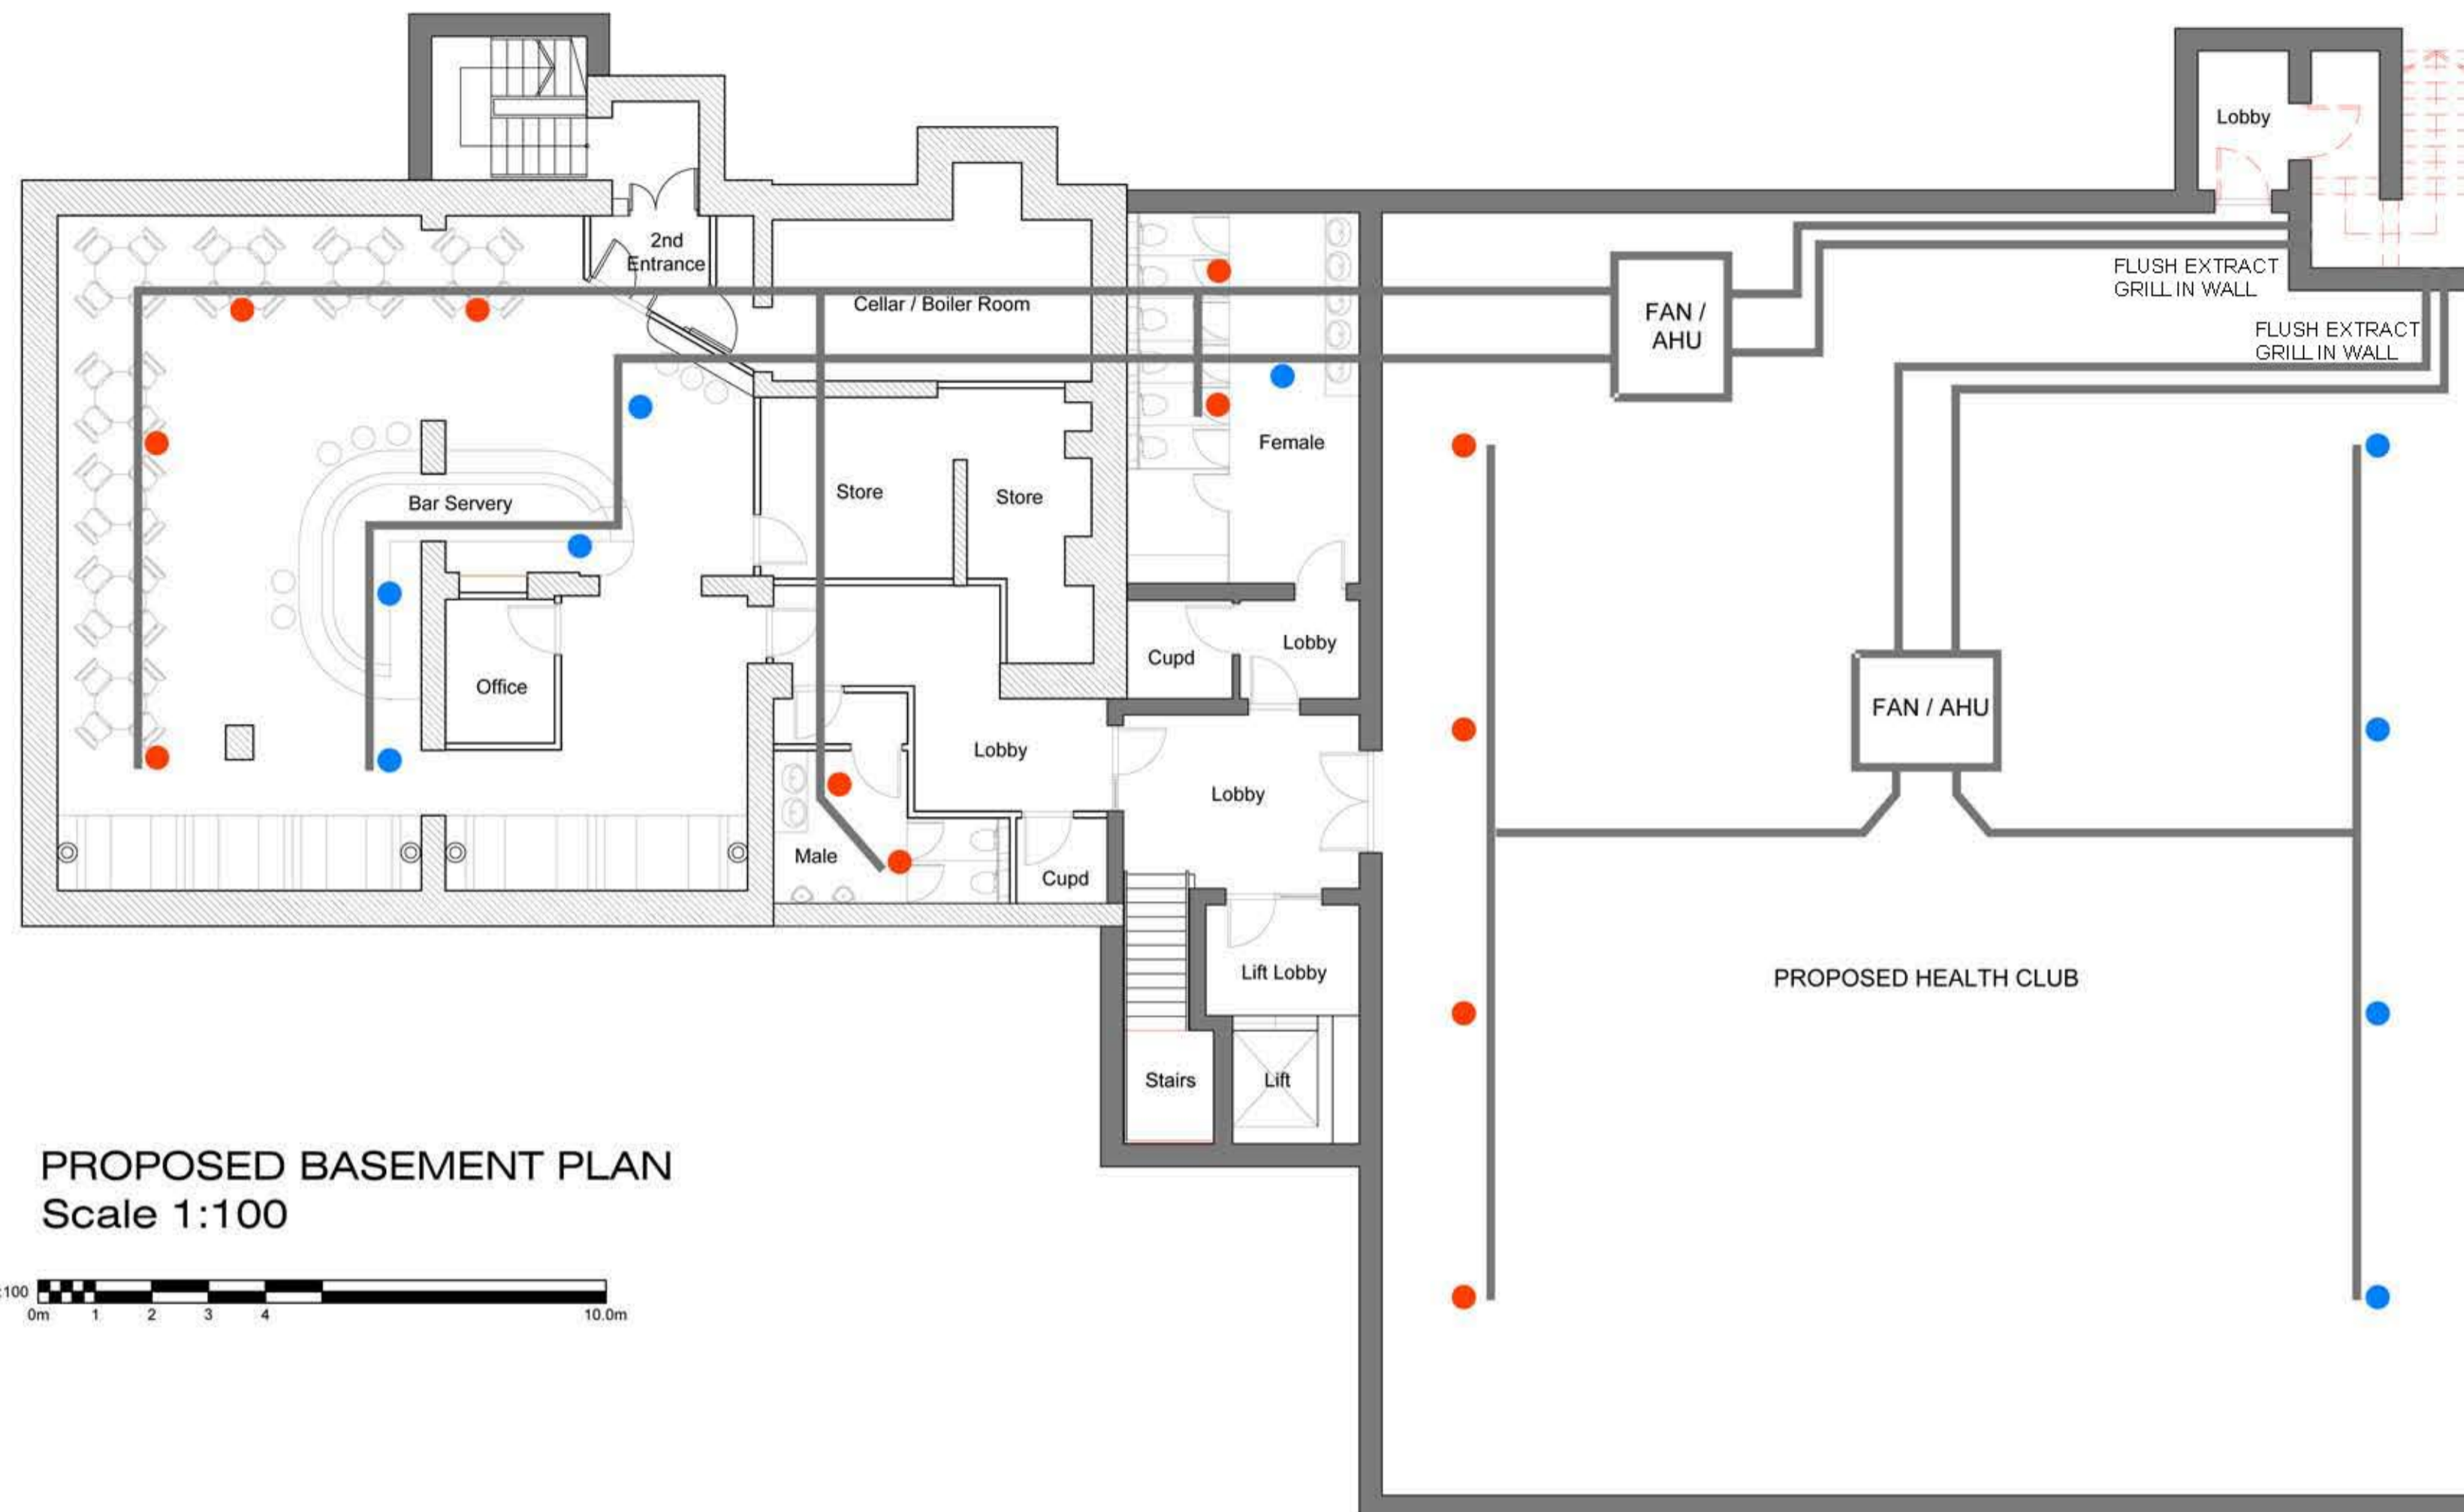 Lobby
2nd
Entrance
FLUSH EXTRACT
GRILL IN WALL
Cellar / Boiler Room
FAN /
AHU
FLUSH EXTRACT
GRILL IN WALL
Female
Bar Servery
Store
Store
Lobby
Cupd
Office
FAN / AHU
Lobby
Lobby
Male
Cupd
Lift Lobby
PROPOSED HEALTH CLUB
Stairs
Lift
PROPOSED BASEMENT PLAN
Scale 1:100
:100
0m 1 2 3 4 10.0m